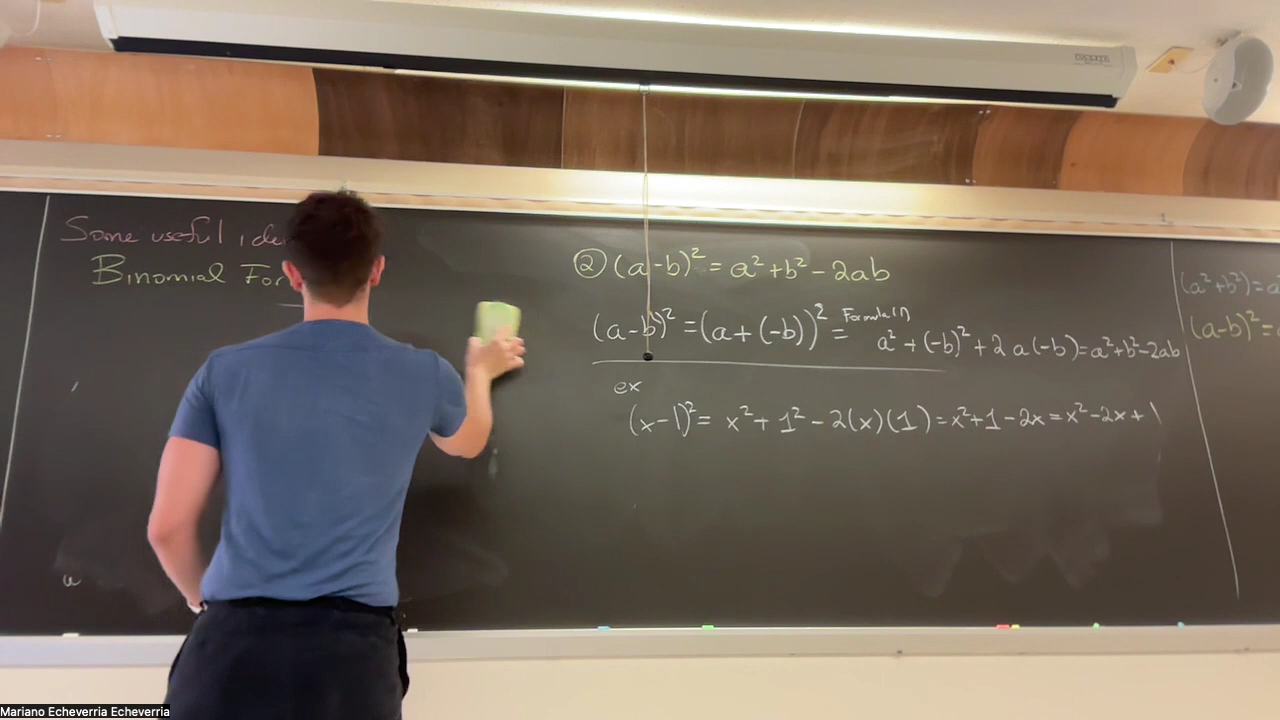 Some useful
Binomial For
② (a-b)² = a² + b² - 2ab
(a-b)² = (a + (-b))² = Formula (1) a² + (-b)² + 2a(-b) = a² + b² - 2ab
ex
(x-1)² = x² + 1² - 2(x)(1) = x² + 1 - 2x = x² - 2x + 1
(a² + b²) = a
(a-b)² =
Mariano Echeverria Echeverria